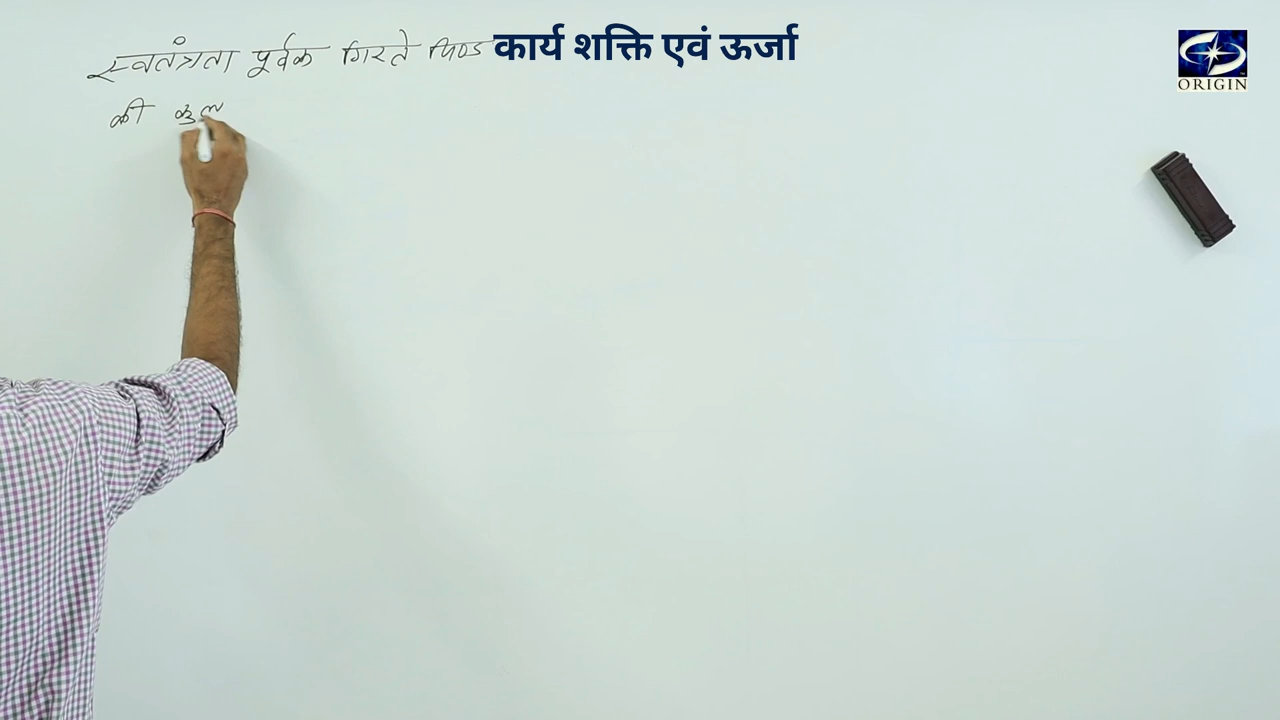 कार्य शक्ति एवं ऊर्जा
स्वतंत्रता पूर्वक गिरते पिण्ड
की कुल
ORIGIN